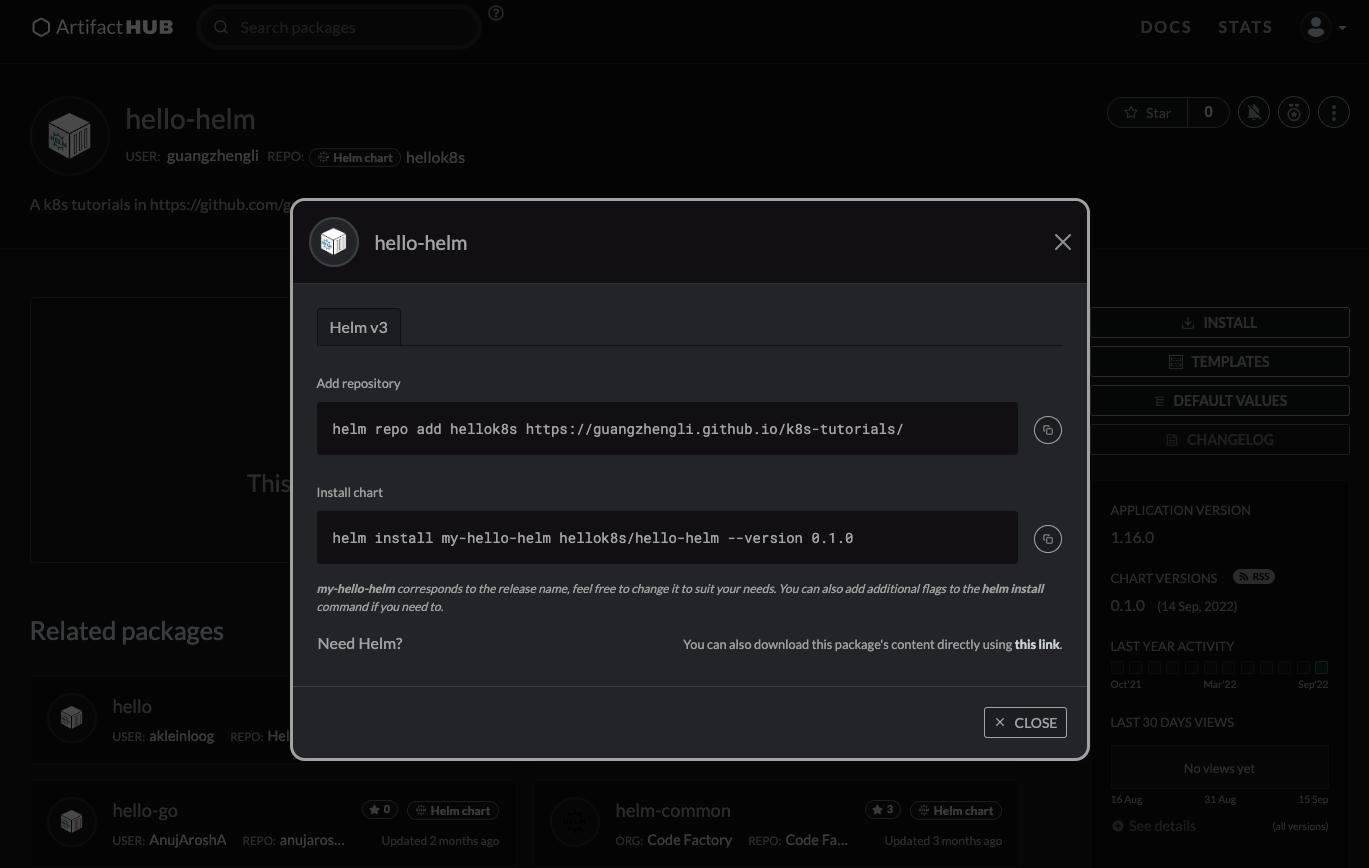 ArtifactHUB
Search packages
DOCS STATS
hello-helm
USER: guangzhengli REPO: Helm chart hellok8s
Star 0
A k8s tutorials in https://github.com/g
hello-helm
Helm v3
Add repository
helm repo add hellok8s https://guangzhengli.github.io/k8s-tutorials/
Install chart
helm install my-hello-helm hellok8s/hello-helm --version 0.1.0
my-hello-helm corresponds to the release name, feel free to change it to suit your needs. You can also add additional flags to the helm install
command if you need to.
Need Helm?
You can also download this package's content directly using this link.
CLOSE
INSTALL
TEMPLATES
DEFAULT VALUES
CHANGELOG
This
APPLICATION VERSION
1.16.0
CHART VERSIONS RSS
0.1.0 (14 Sep, 2022)
LAST YEAR ACTIVITY
Oct'21 Mar'22 Sep'22
LAST 30 DAYS VIEWS
No views yet
16 Aug 31 Aug 15 Sep
See details (all versions)
Related packages
hello
USER: akleinloog REPO: Hel
hello-go
0 Helm chart
USER: AnujAroshA REPO: anujaros...
Updated 2 months ago
helm-common
3 Helm chart
ORG: Code Factory REPO: Code Fa...
Updated 3 months ago